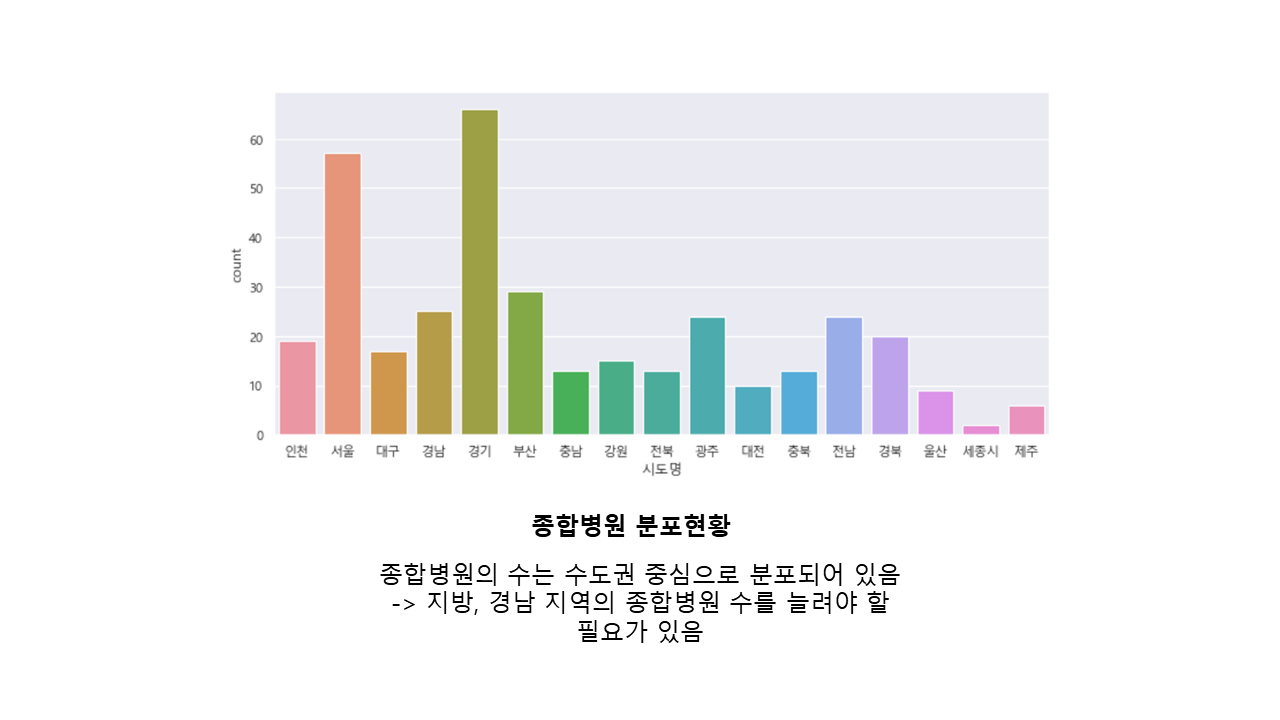 60
50
40
30
20
10
0
count
인천 서울 대구 경남 경기 부산 충남 강원 전북 광주 대전 충북 전남 경북 울산 세종시 제주
시도명
종합병원 분포현황
종합병원의 수는 수도권 중심으로 분포되어 있음
-> 지방, 경남 지역의 종합병원 수를 늘려야 할
필요가 있음